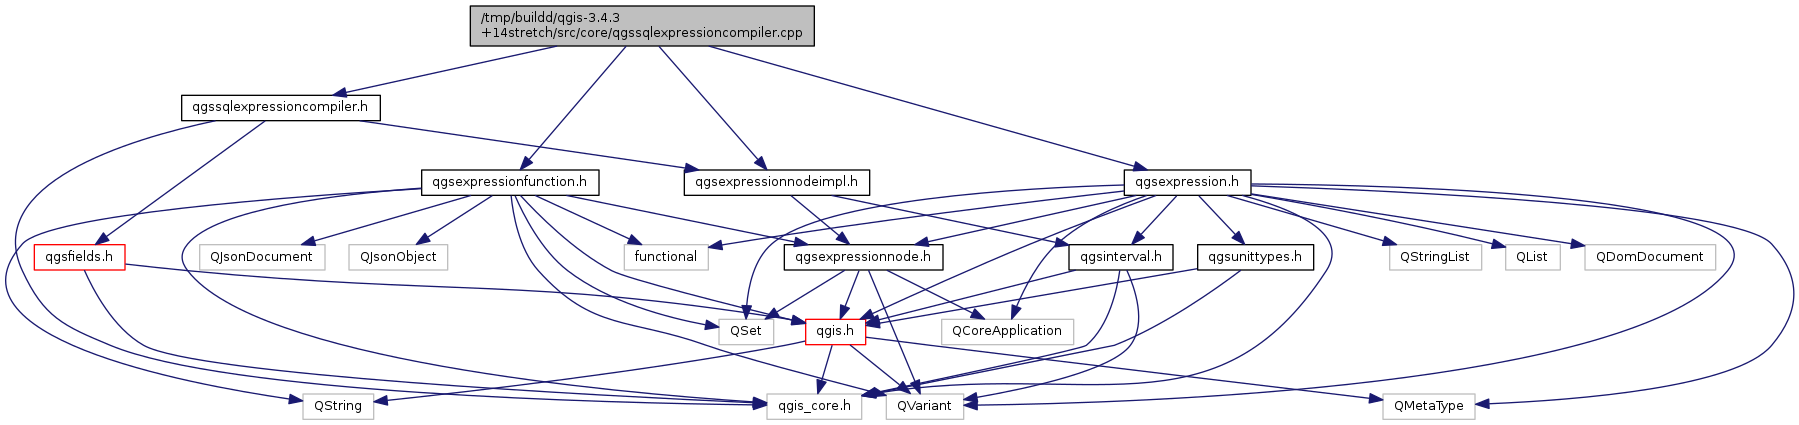 /tmp/buildd/qgis-3.4.3
+14stretch/src/core/qgssqlexpressioncompiler.cpp
qgssqlexpressioncompiler.h
qgsexpressionfunction.h
qgsexpressionnodeimpl.h
qgsexpression.h
qgsfields.h
QJsonDocument
QJsonObject
functional
qgsexpressionnode.h
qgsinterval.h
qgsunittypes.h
QStringList
QList
QDomDocument
QSet
qgis.h
QCoreApplication
QString
qgis_core.h
QVariant
QMetaType